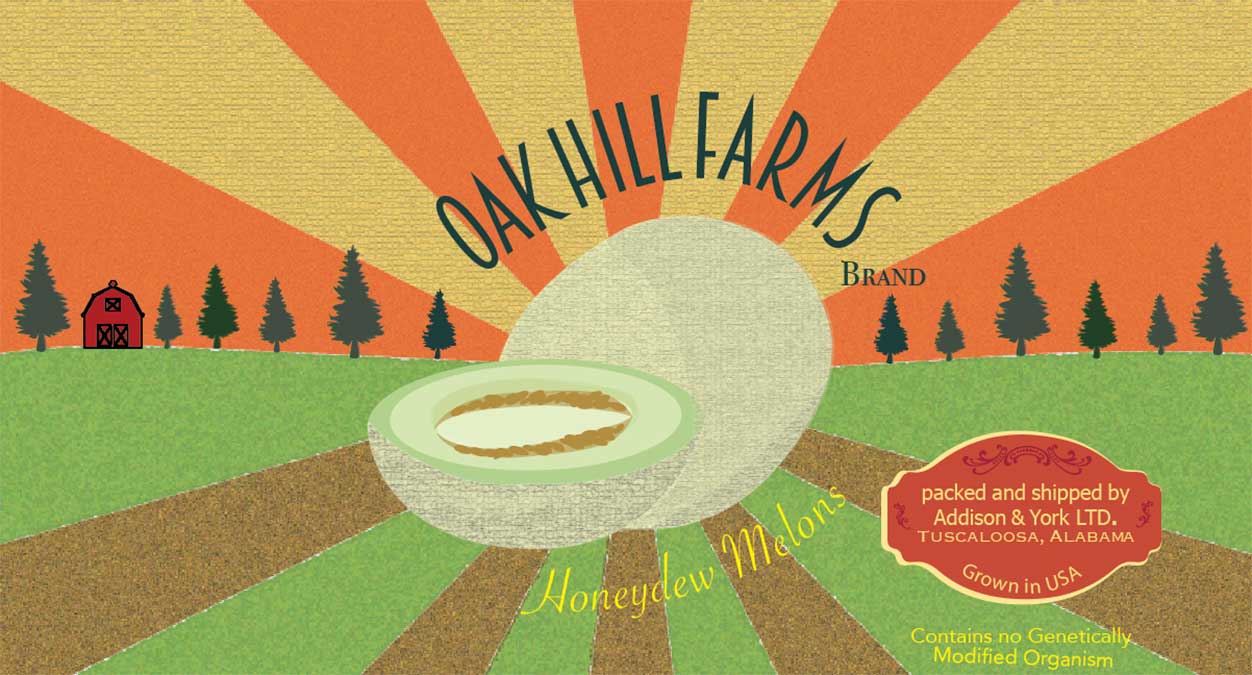 OAK HILL FARMS
BRAND
Honeydew Melons
packed and shipped by
Addison & York LTD.
TUSCALOOSA, ALABAMA
Grown in USA
Contains no Genetically
Modified Organism